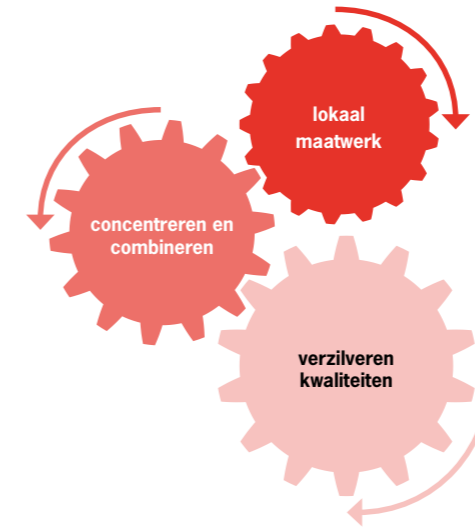 lokaal
maatwerk
concentreren en
combineren
verzilveren
kwaliteiten